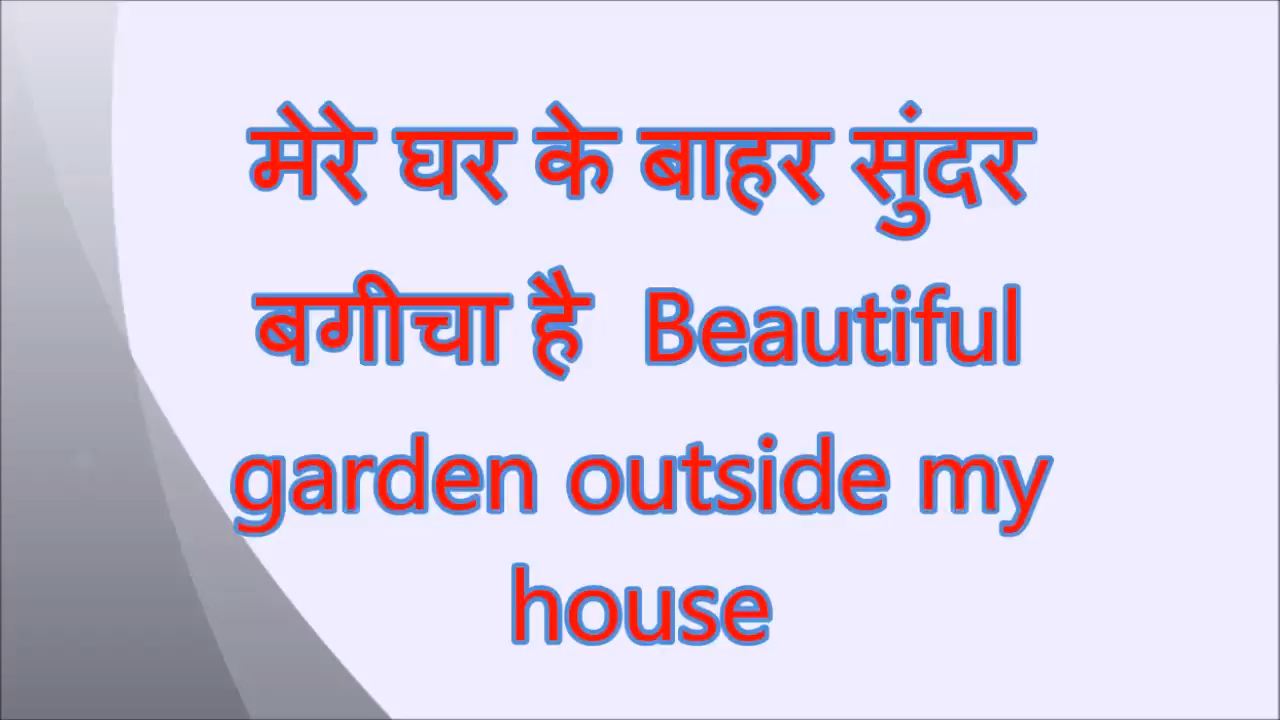 मेरे घर के बाहर सुंदर
बगीचा है Beautiful
garden outside my
house